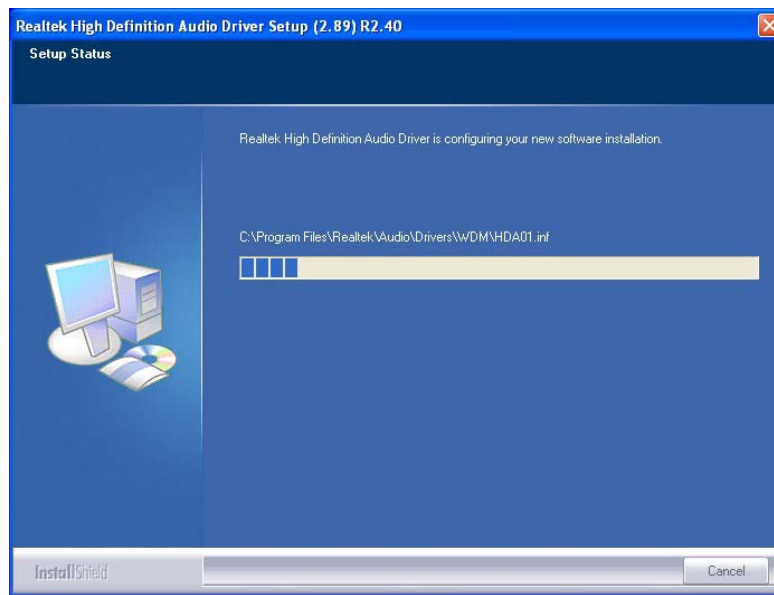 Realtek High Definition Audio Driver Setup (2.89) R2.40
Setup Status
Realtek High Definition Audio Driver is configuring your new software installation.
C:\Program Files\Realtek\Audio\Drivers\WDM\HDA01.inf
InstallShield
Cancel